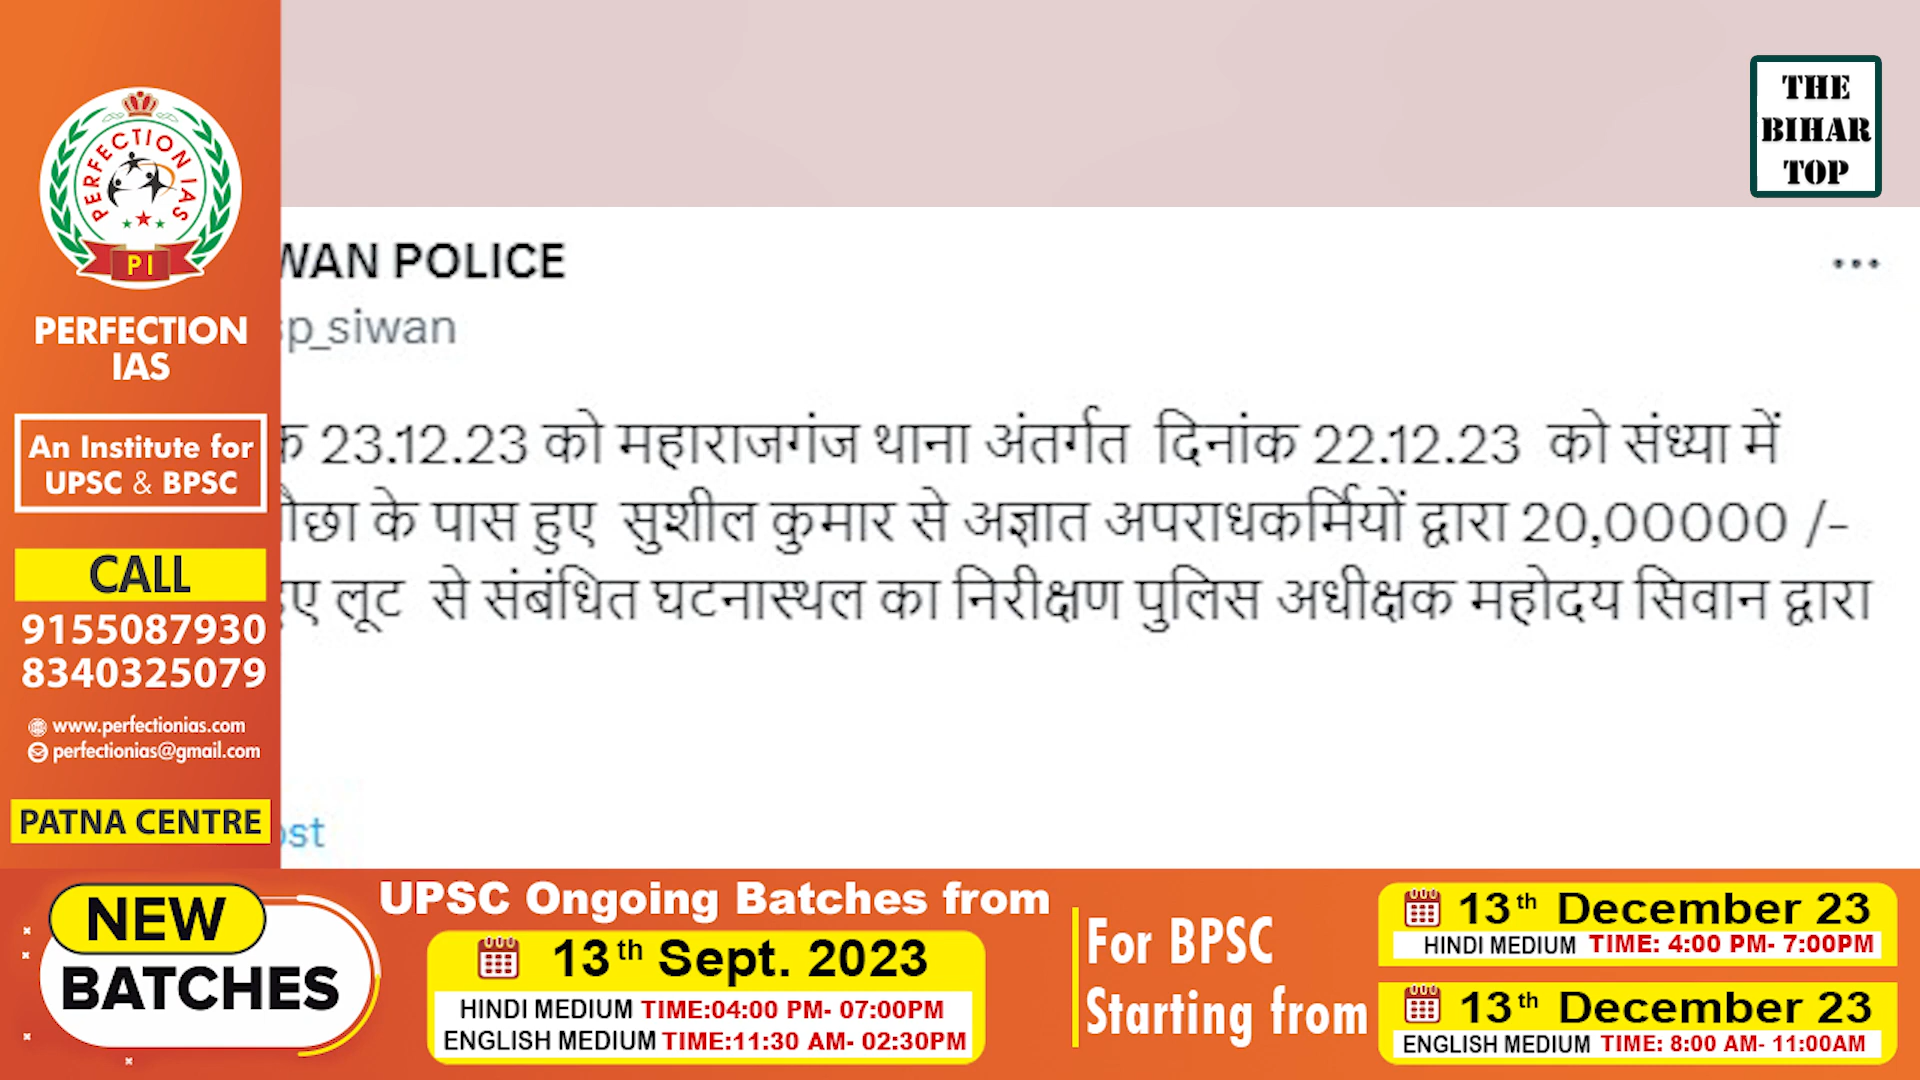 THE
BIHAR
TOP
PERFECTION IAS
PI
PERFECTION
IAS
An Institute for
UPSC & BPSC
CALL
9155087930
8340325079
www.perfectionias.com
perfectionias@gmail.com
PATNA CENTRE
WAN POLICE
sp_siwan
23.12.23 को महाराजगंज थाना अंतर्गत दिनांक 22.12.23 को संध्या में
के पास हुए सुशील कुमार से अज्ञात अपराधकर्मियों द्वारा 20,00000 /-
लूट से संबंधित घटनास्थल का निरीक्षण पुलिस अधीक्षक महोदय सिवान द्वारा
ost
NEW
BATCHES
UPSC Ongoing Batches from
13th Sept. 2023
HINDI MEDIUM TIME:04:00 PM- 07:00PM
ENGLISH MEDIUM TIME:11:30 AM- 02:30PM
For BPSC
Starting from
13th December 23
HINDI MEDIUM TIME: 4:00 PM- 7:00PM
13th December 23
ENGLISH MEDIUM TIME: 8:00 AM- 11:00AM